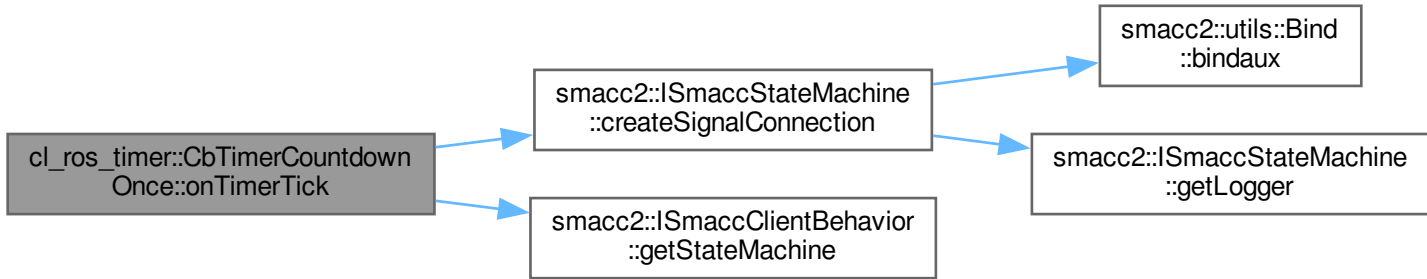 cl_ros_timer::CbTimerCountdown
Once::onTimerTick
smacc2::ISmaccStateMachine
::createSignalConnection
smacc2::utils::Bind
::bindaux
smacc2::ISmaccStateMachine
::getLogger
smacc2::ISmaccClientBehavior
::getStateMachine